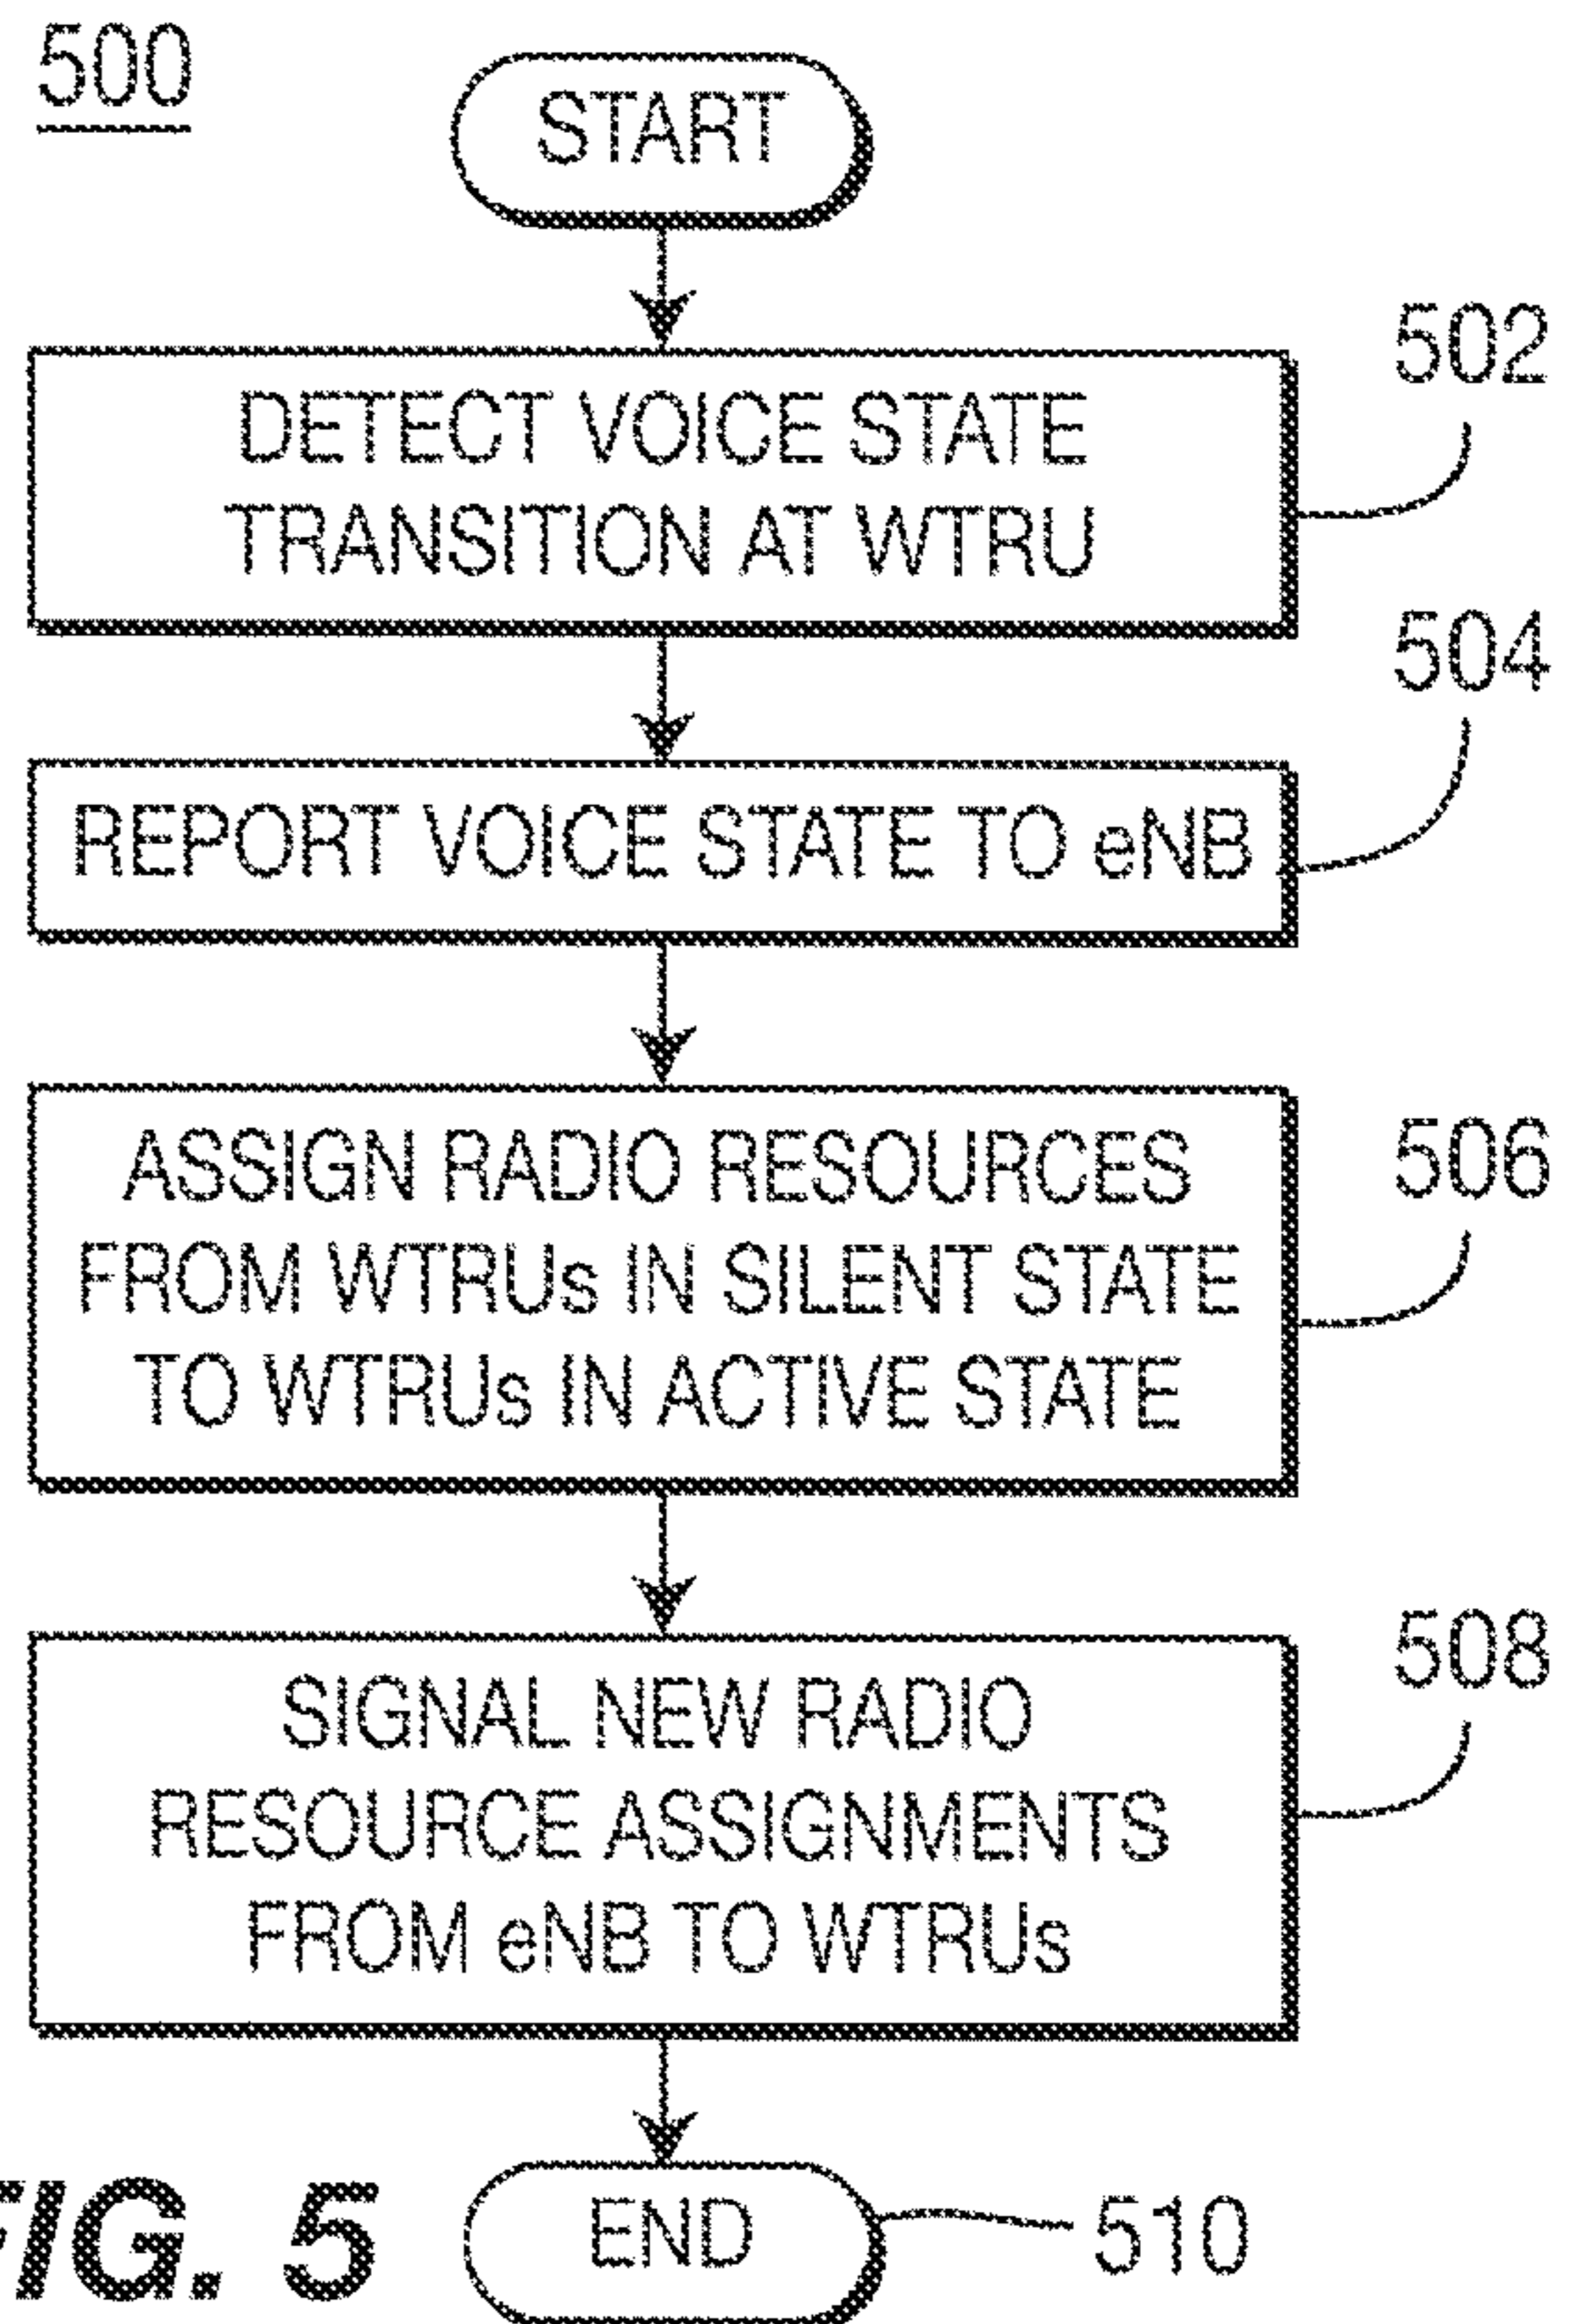 500
START
502
DETECT VOICE STATE
TRANSITION AT WTRU
504
REPORT VOICE STATE TO eNB
506
ASSIGN RADIO RESOURCES
FROM WTRUs IN SILENT STATE
TO WTRUs IN ACTIVE STATE
508
SIGNAL NEW RADIO
RESOURCE ASSIGNMENTS
FROM eNB TO WTRUs
FIG. 5
END
510